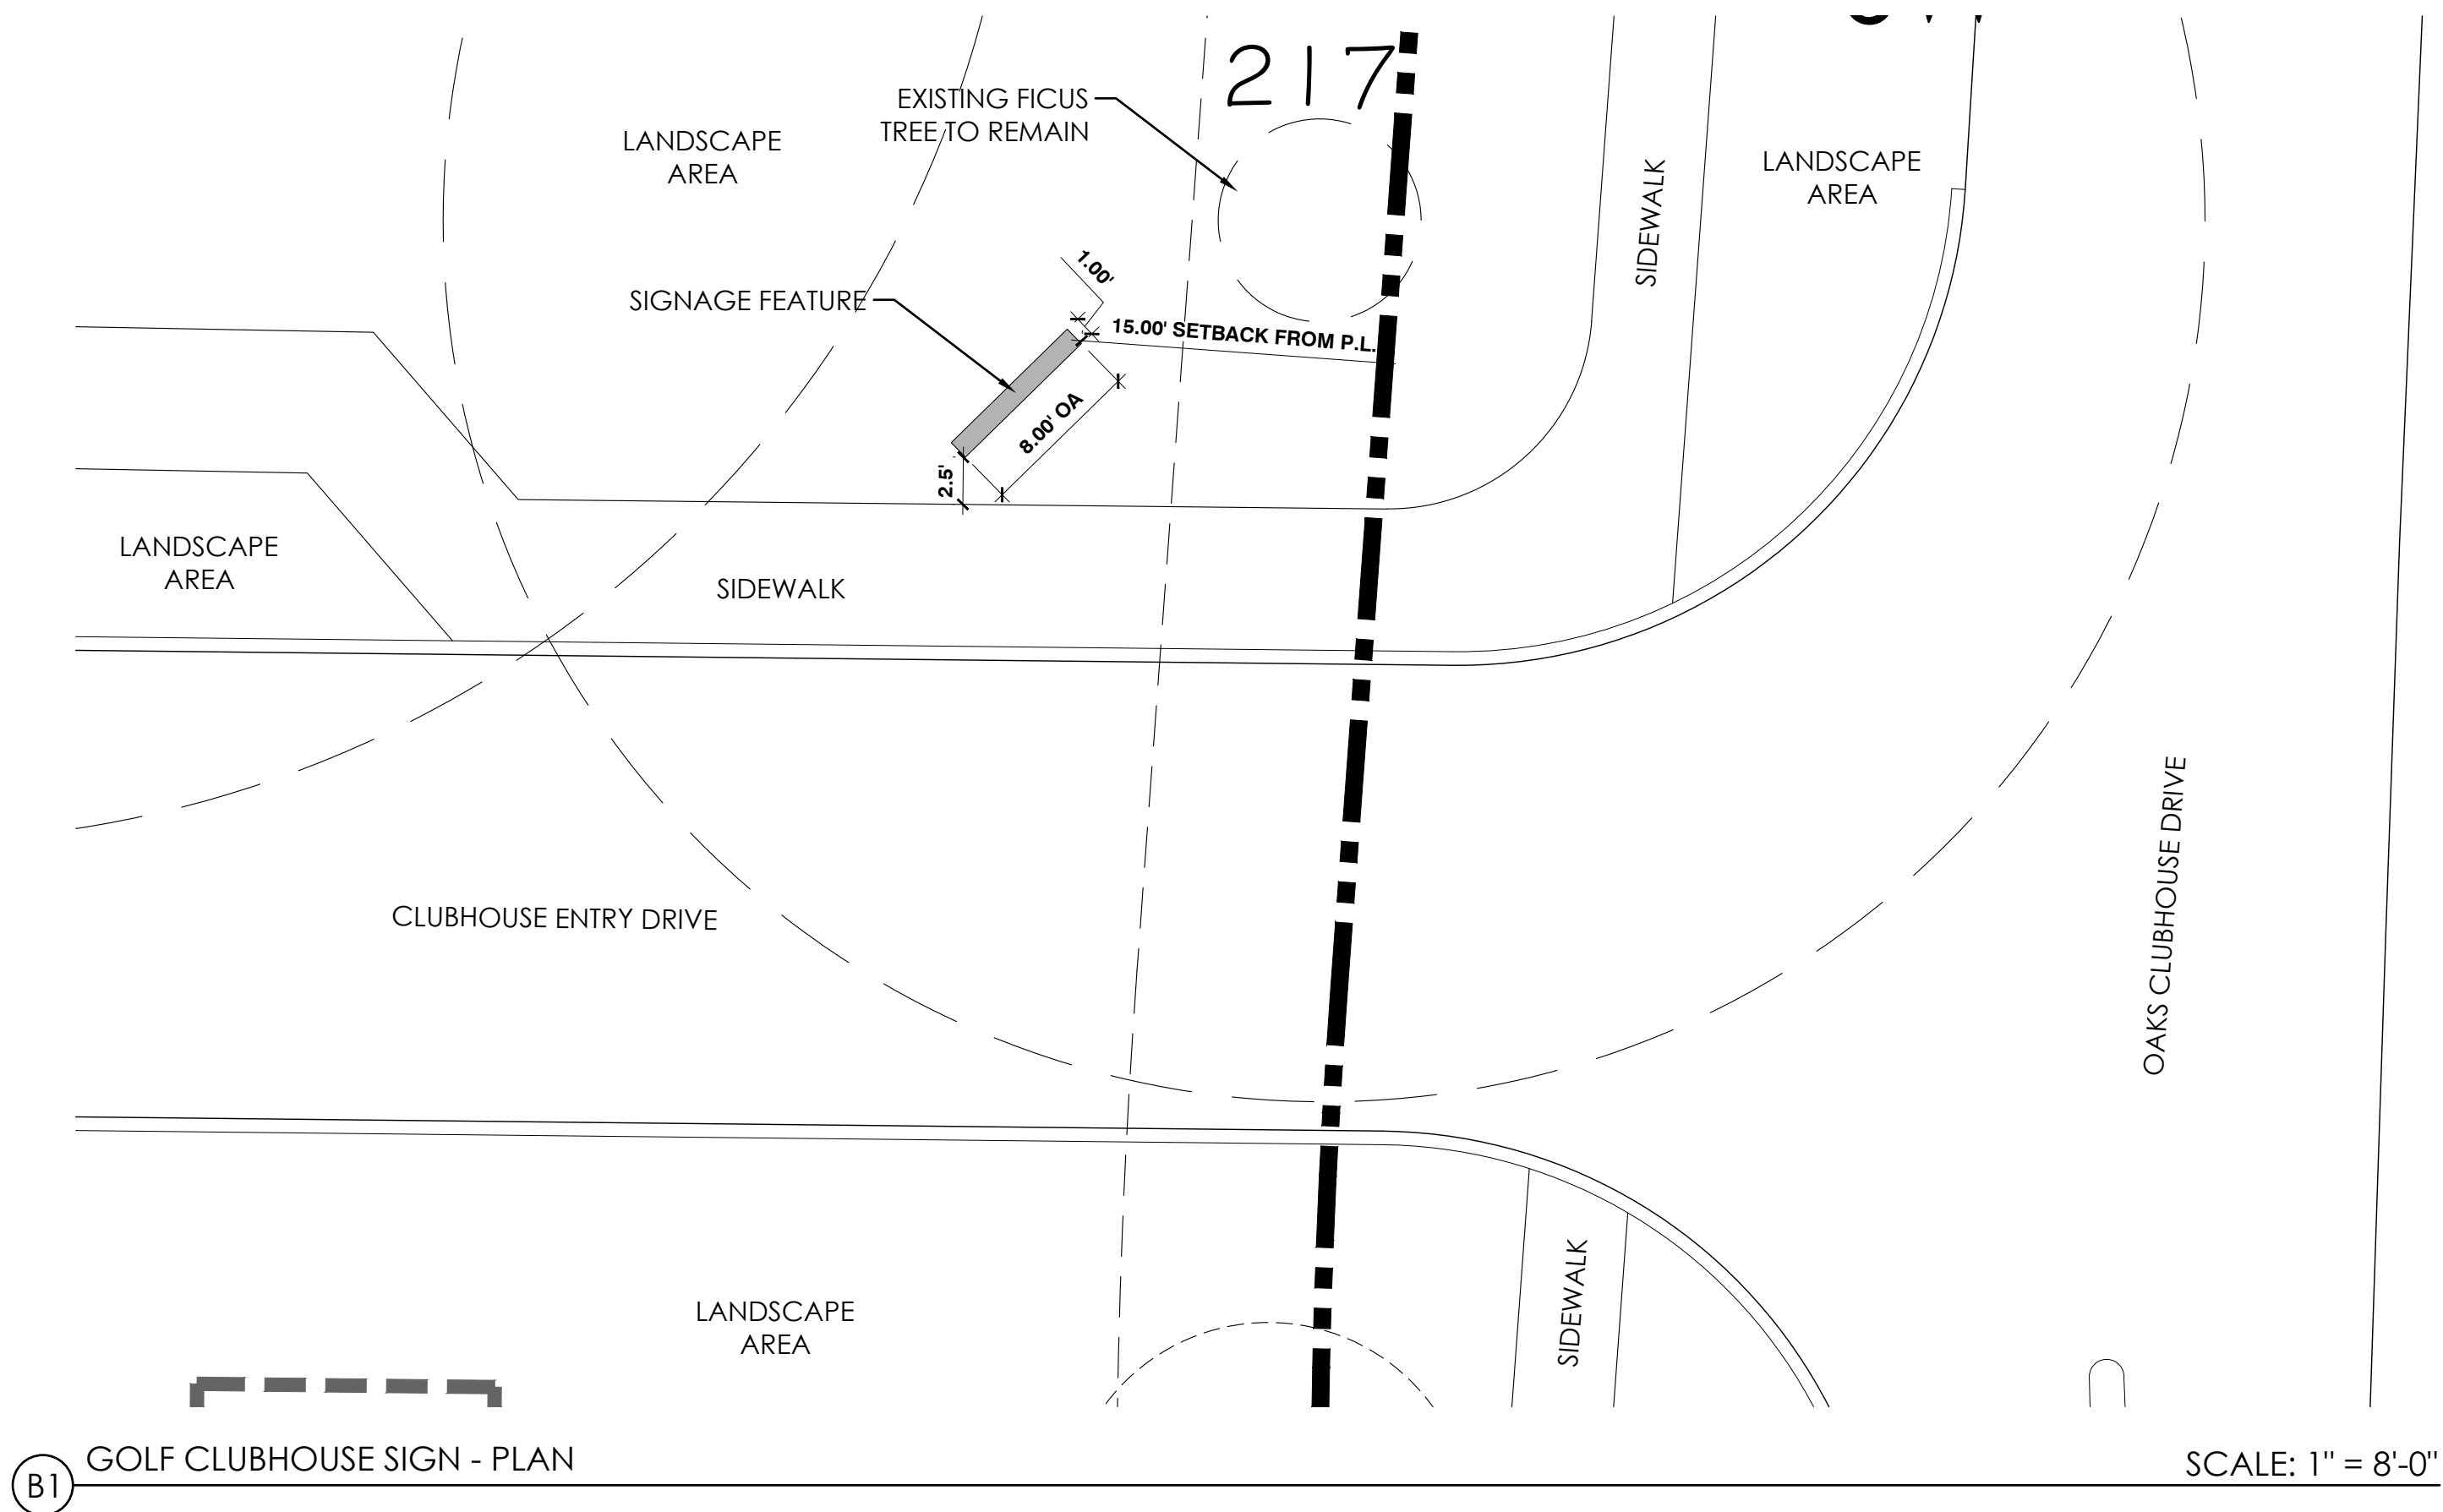 217
EXISTING FICUS
TREE TO REMAIN
LANDSCAPE
AREA
LANDSCAPE
AREA
SIDEWALK
1.00'
SIGNAGE FEATURE
15.00' SETBACK FROM P.L.
8.00' OA
2.5'
LANDSCAPE
AREA
SIDEWALK
CLUBHOUSE ENTRY DRIVE
OAKS CLUBHOUSE DRIVE
LANDSCAPE
AREA
SIDEWALK
B1
GOLF CLUBHOUSE SIGN - PLAN
SCALE: 1" = 8'-0"